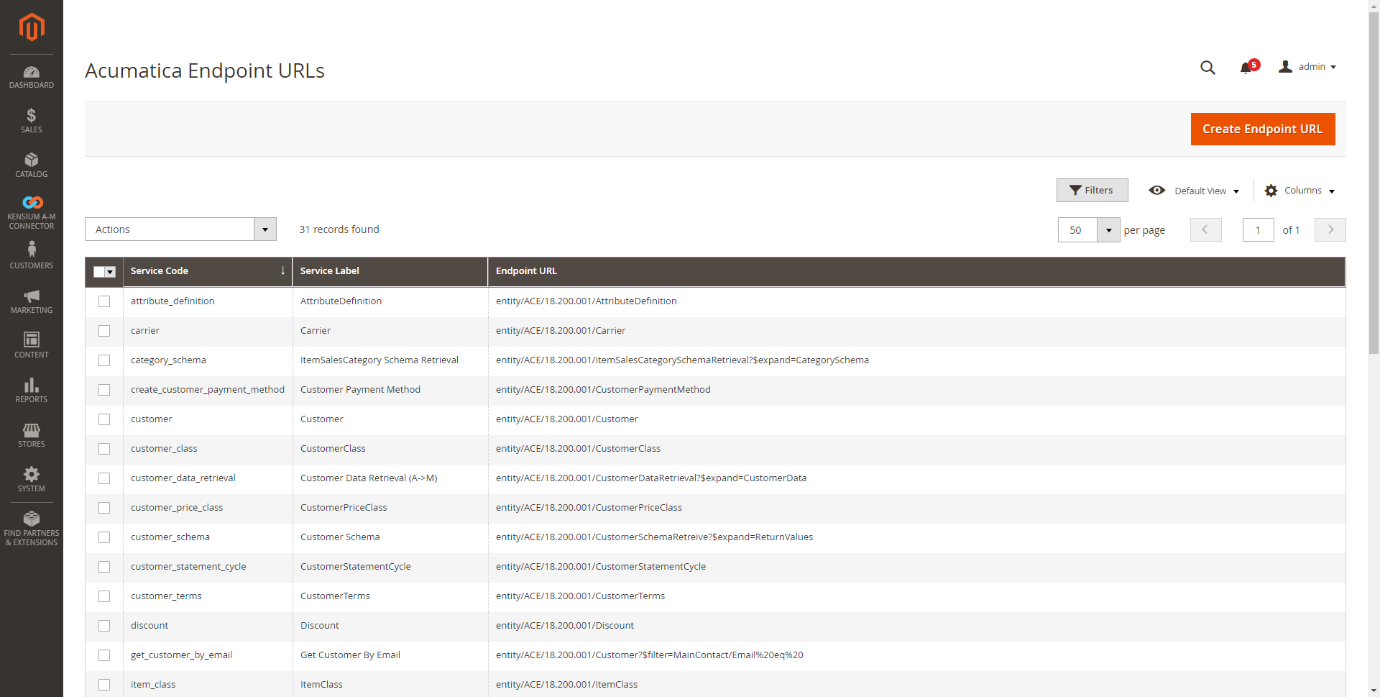 Acumatica Endpoint URLs
5
admin
DASHBOARD
SALES
CATALOG
KENSIUM A-M
CONNECTOR
CUSTOMERS
MARKETING
CONTENT
REPORTS
STORES
SYSTEM
FIND PARTNERS
& EXTENSIONS
Create Endpoint URL
Filters Default View Columns
Actions 31 records found 50 per page 1 of 1
Service Code ↓ Service Label Endpoint URL
attribute_definition AttributeDefinition entity/ACE/18.200.001/AttributeDefinition
carrier Carrier entity/ACE/18.200.001/Carrier
category_schema ItemSalesCategory Schema Retrieval entity/ACE/18.200.001/ItemSalesCategorySchemaRetrieval?$expand=CategorySchema
create_customer_payment_method Customer Payment Method entity/ACE/18.200.001/CustomerPaymentMethod
customer Customer entity/ACE/18.200.001/Customer
customer_class CustomerClass entity/ACE/18.200.001/CustomerClass
customer_data_retrieval Customer Data Retrieval (A->M) entity/ACE/18.200.001/CustomerDataRetrieval?$expand=CustomerData
customer_price_class CustomerPriceClass entity/ACE/18.200.001/CustomerPriceClass
customer_schema Customer Schema entity/ACE/18.200.001/CustomerSchemaRetreive?$expand=ReturnValues
customer_statement_cycle CustomerStatementCycle entity/ACE/18.200.001/CustomerStatementCycle
customer_terms CustomerTerms entity/ACE/18.200.001/CustomerTerms
discount Discount entity/ACE/18.200.001/Discount
get_customer_by_email Get Customer By Email entity/ACE/18.200.001/Customer?$filter=MainContact/Email%20eq%20
item_class ItemClass entity/ACE/18.200.001/ItemClass